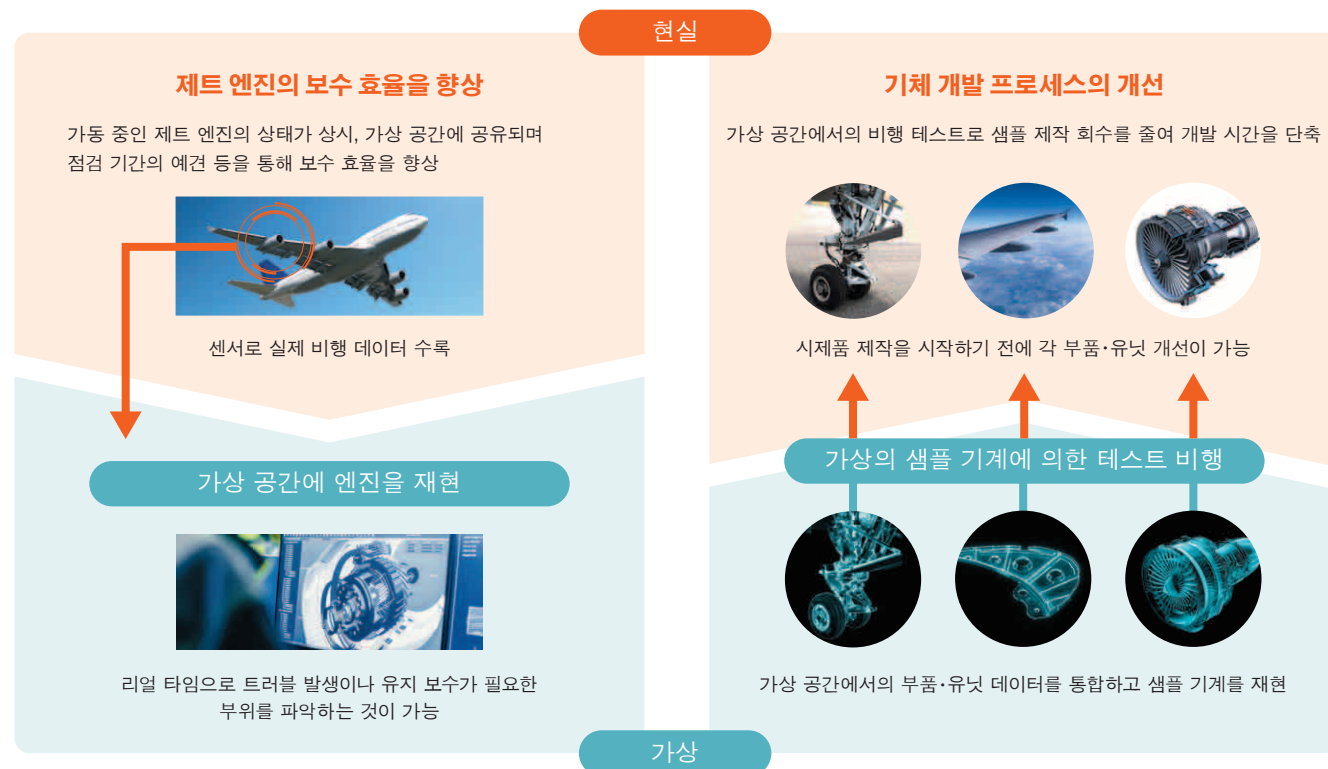 현실
제트 엔진의 보수 효율을 향상
가동 중인 제트 엔진의 상태가 상시, 가상 공간에 공유되며
점검 기간의 예견 등을 통해 보수 효율을 향상
센서로 실제 비행 데이터 수록
가상 공간에 엔진을 재현
리얼 타임으로 트러블 발생이나 유지 보수가 필요한
부위를 파악하는 것이 가능
기체 개발 프로세스의 개선
가상 공간에서의 비행 테스트로 샘플 제작 회수를 줄여 개발 시간을 단축
시제품 제작을 시작하기 전에 각 부품·유닛 개선이 가능
가상의 샘플 기계에 의한 테스트 비행
가상 공간에서의 부품·유닛 데이터를 통합하고 샘플 기계를 재현
가상